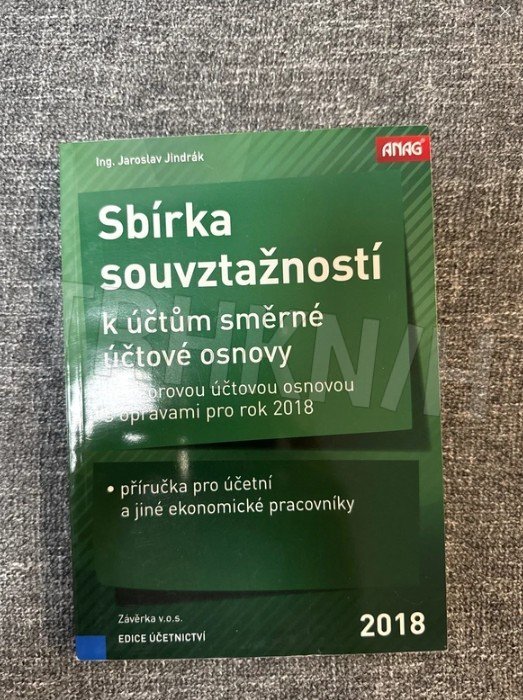 Ing. Jaroslav Jindrák
ANAG
Sbírka
souvztažností
k účtům směrné
účtové osnovy
účtovou osnovou
s opravami pro rok 2018
• příručka pro účetní
a jiné ekonomické pracovníky
Závěrka v.o.s.
EDICE ÚČETNICTVÍ
2018